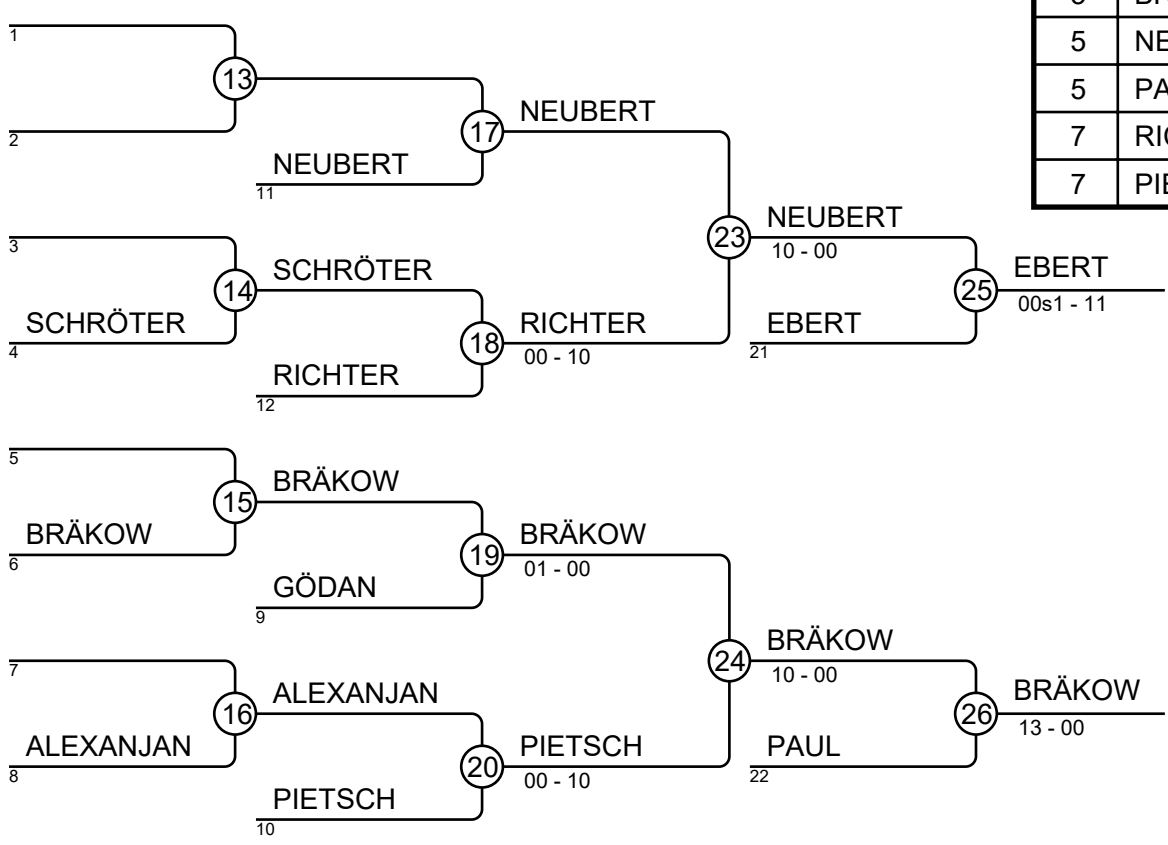 1
13
2
NEUBERT
17
NEUBERT
11
3
SCHRÖTER
14
SCHRÖTER
4
RICHTER
18
00 - 10
RICHTER
12
NEUBERT
23
10 - 00
EBERT
21
EBERT
25
00s1 - 11
5
BRÄKOW
15
BRÄKOW
6
BRÄKOW
19
01 - 00
GÖDAN
9
7
ALEXANJAN
16
ALEXANJAN
8
PIETSCH
20
00 - 10
PIETSCH
10
BRÄKOW
24
10 - 00
PAUL
22
BRÄKOW
26
13 - 00
5 NE
5 PA
7 RI
7 PI